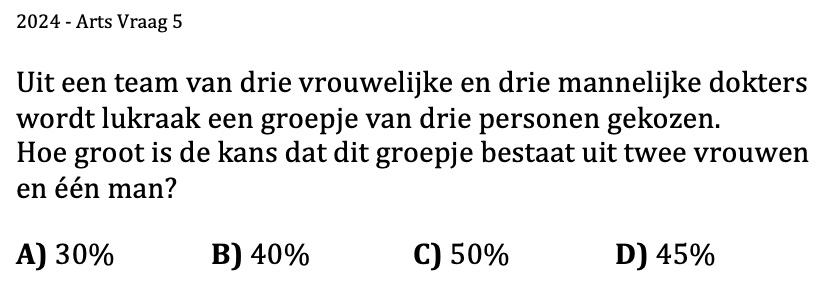 2024 - Arts Vraag 5
Uit een team van drie vrouwelijke en drie mannelijke dokters
wordt lukraak een groepje van drie personen gekozen.
Hoe groot is de kans dat dit groepje bestaat uit twee vrouwen
en één man?
A) 30% B) 40% C) 50% D) 45%